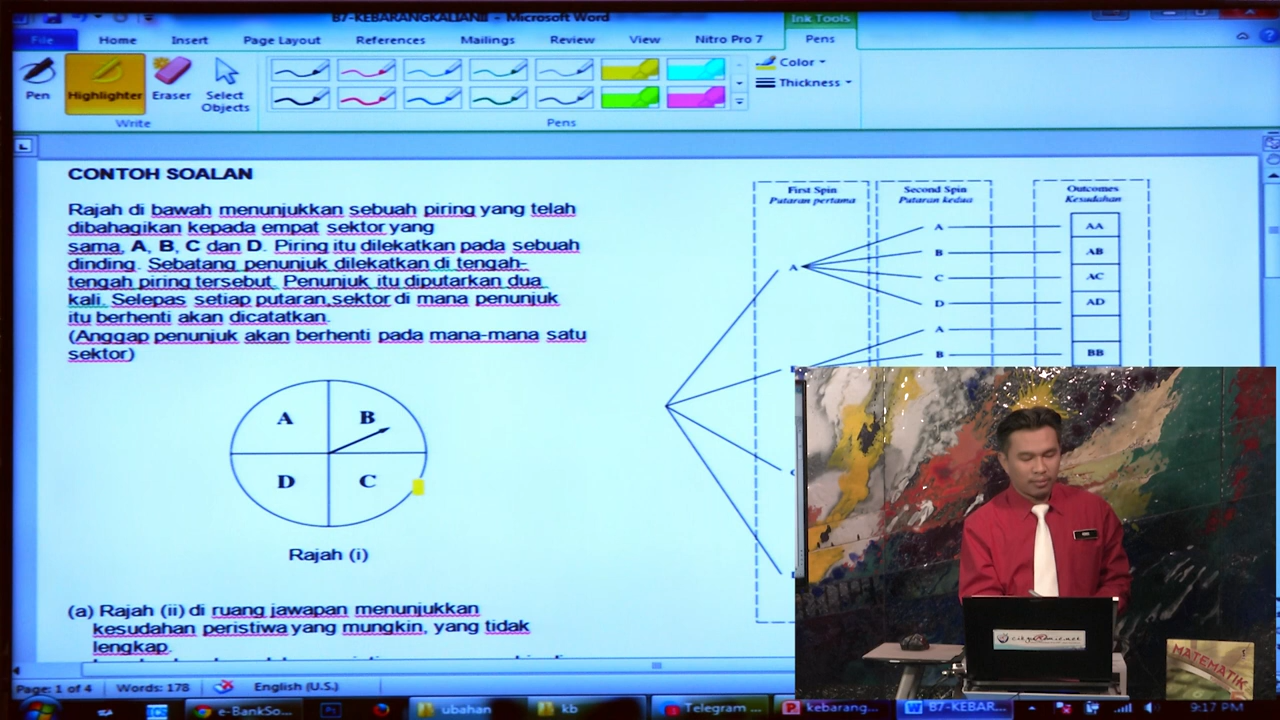 B7-KEBARANGKALIANII - Microsoft Word
Ink Tools
File
Home
Insert
Page Layout
References
Mailings
Review
View
Nitro Pro 7
Pens
Pen
Highlighter
Eraser
Select
Objects
Color
Thickness
Write
Pens
CONTOH SOALAN
Rajah di bawah menunjukkan sebuah piring yang telah
dibahagikan kepada empat sektor yang
sama, A, B, C dan D. Piring itu dilekatkan pada sebuah
dinding. Sebatang penunjuk dilekatkan di tengah-
tengah piring tersebut. Penunjuk itu diputarkan dua
kali. Selepas setiap putaran,sektor di mana penunjuk
itu berhenti akan dicatatkan.
(Anggap penunjuk akan berhenti pada mana-mana satu
sektor)
A
B
D
C
Rajah (i)
(a) Rajah (ii) di ruang jawapan menunjukkan
kesudahan peristiwa yang mungkin, yang tidak
lengkap.
First Spin
Putaran pertama
Second Spin
Putaran kedua
Outcomes
Kesudahan
A
A
AA
B
AB
C
AC
D
AD
A
B
BB
MATEMATIK
Page: 1 of 4
Words: 178
English (U.S.)
e-BankSo...
ubahan
kb
Telegram ...
kebarang...
B7-KEBAR...
9:17 PM